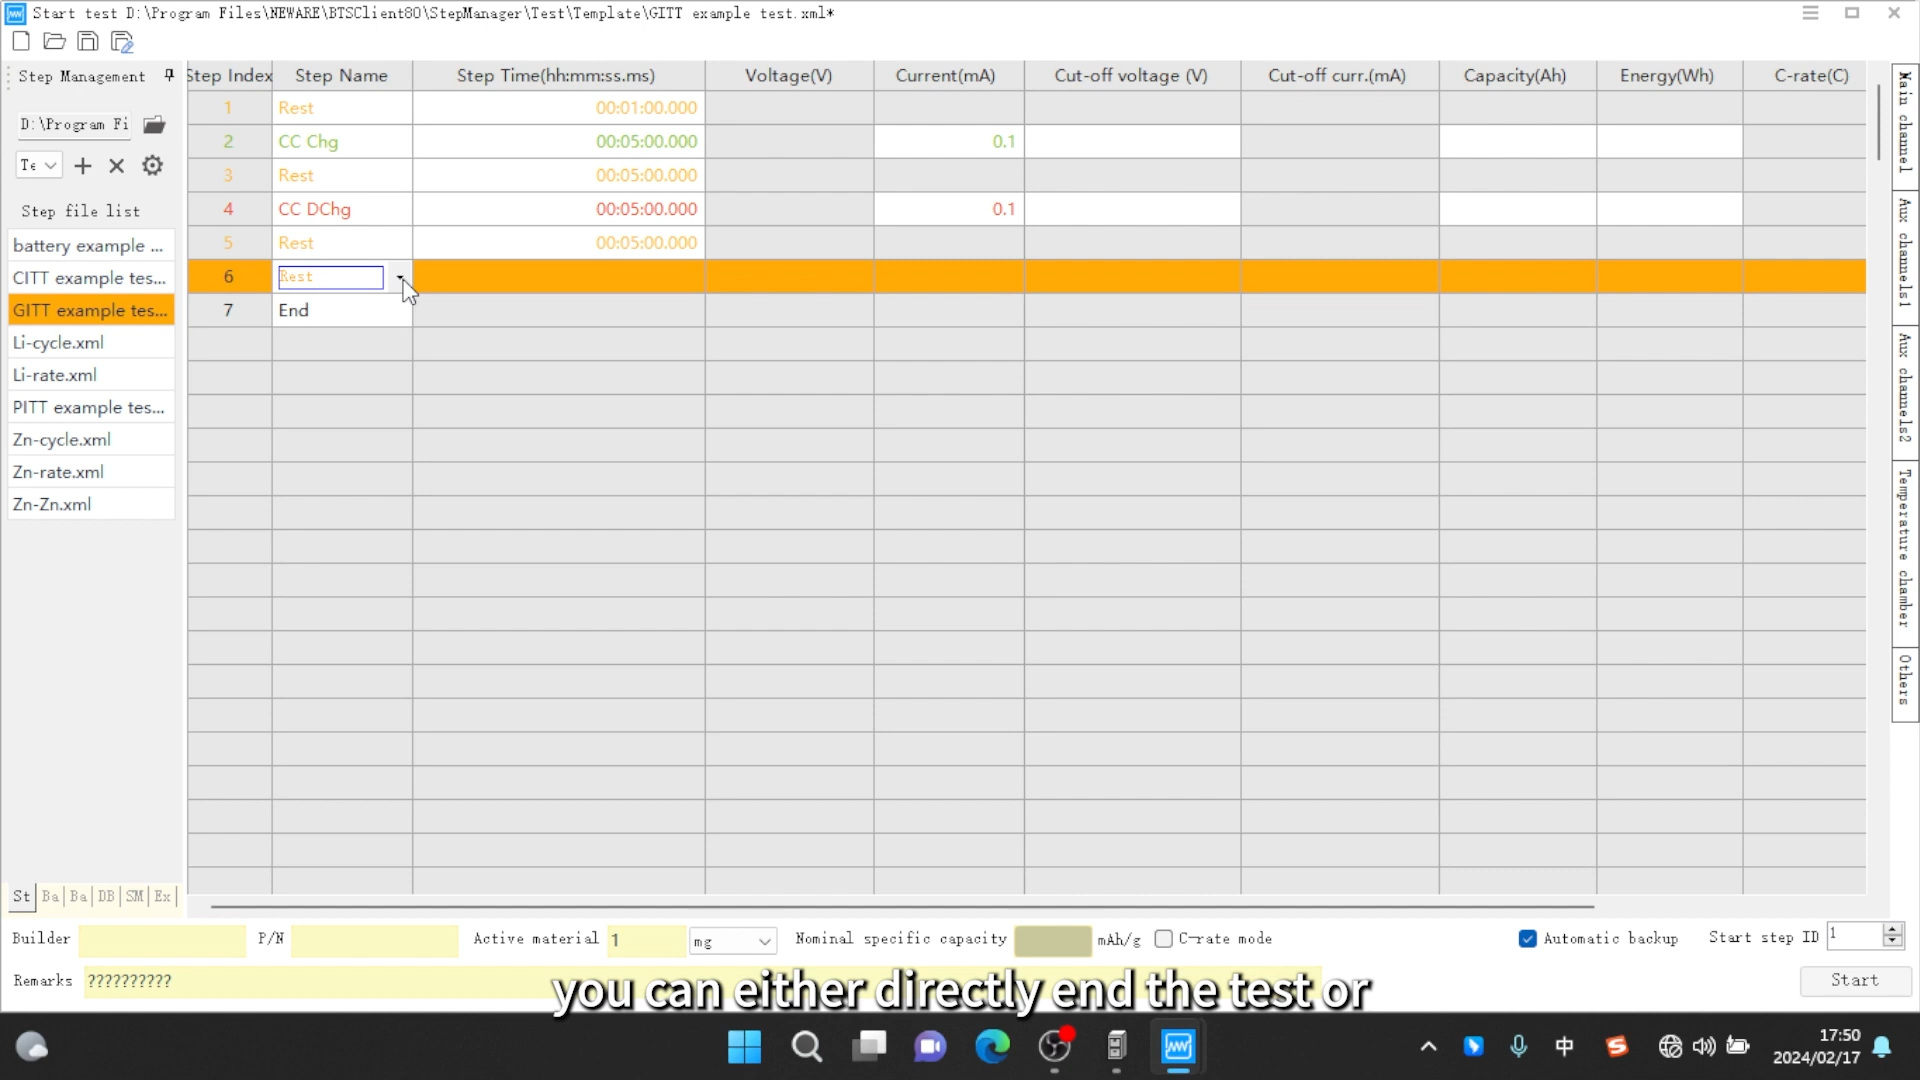 Start test D:\Program Files\NEWARE\BTSClient80\StepManager\Test\Template\GITT example test.xml*
Step Management
D:\Program Fi
Te
Step file list
battery example ...
CITT example tes...
GITT example tes...
Li-cycle.xml
Li-rate.xml
PITT example tes...
Zn-cycle.xml
Zn-rate.xml
Zn-Zn.xml
St Ba Ba DB SM Ex
Step Index Step Name Step Time(hh:mm:ss.ms) Voltage(V) Current(mA) Cut-off voltage (V) Cut-off curr.(mA) Capacity(Ah) Energy(Wh) C-rate(C)
1 Rest 00:01:00.000
2 CC Chg 00:05:00.000 0.1
3 Rest 00:05:00.000
4 CC DChg 00:05:00.000 0.1
5 Rest 00:05:00.000
6 Rest
7 End
Main channel
Aux channels1
Aux channels2
Temperature chamber
Others
Builder P/N Active material 1 mg Nominal specific capacity mAh/g C-rate mode Automatic backup Start step ID 1
Remarks ?????????? Start
you can either directly end the test or
中 S 17:50
2024/02/17